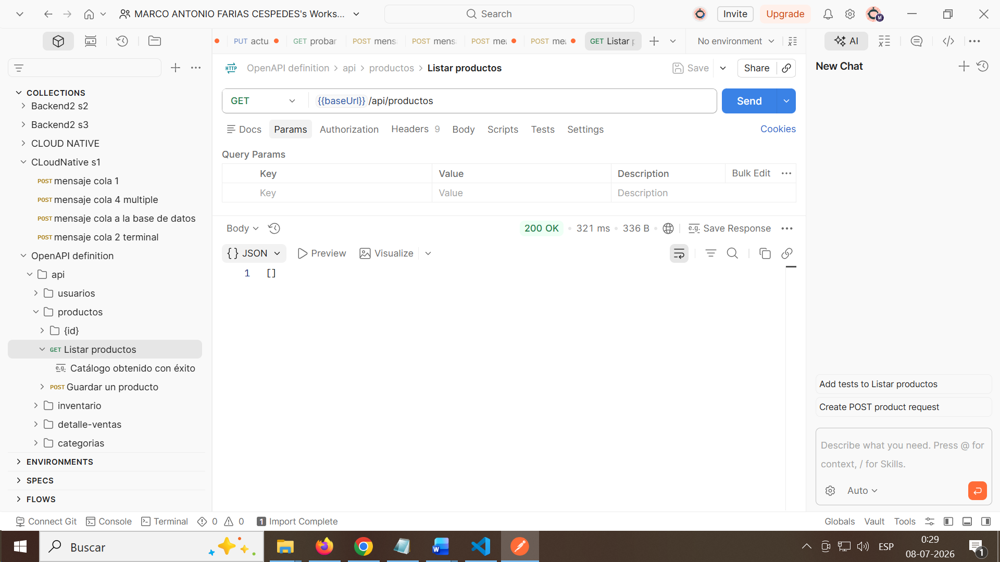 MARCO ANTONIO FARIAS CESPEDES's Works...
Search
Invite
Upgrade
M
PUT actu
GET probar
POST mens
POST mens
POST me
POST me
GET Listar p
No environment
AI
OpenAPI definition > api > productos > Listar productos
Save
Share
New Chat
COLLECTIONS
Backend2 s2
Backend2 s3
CLOUD NATIVE
CLoudNative s1
POST mensaje cola 1
POST mensaje cola 4 multiple
POST mensaje cola a la base de datos
POST mensaje cola 2 terminal
OpenAPI definition
api
usuarios
productos
{id}
GET Listar productos
e.g. Catálogo obtenido con éxito
POST Guardar un producto
inventario
detalle-ventas
categorias
ENVIRONMENTS
SPECS
FLOWS
HTTP
GET
{{baseUrl}} /api/productos
Send
Docs
Params
Authorization
Headers 9
Body
Scripts
Tests
Settings
Cookies
Query Params
Key Value Description Bulk Edit
Key Value Description
Body
200 OK
321 ms
336 B
e.g. Save Response
{} JSON
Preview
Visualize
1 []
Add tests to Listar productos
Create POST product request
Describe what you need. Press @ for
context, / for Skills.
Auto
Connect Git
Console
Terminal
0
0
1 Import Complete
Globals
Vault
Tools
Buscar
ESP
0:29
08-07-2026
1